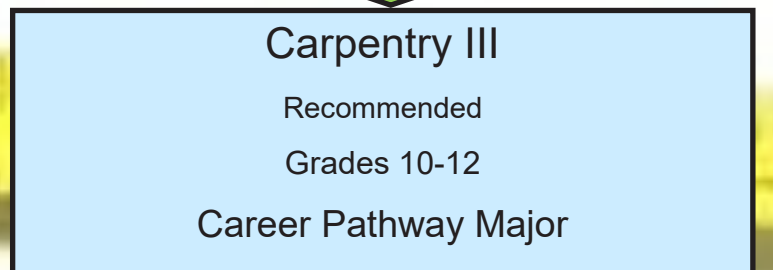 Carpentry III
Recommended
Grades 10-12
Career Pathway Major